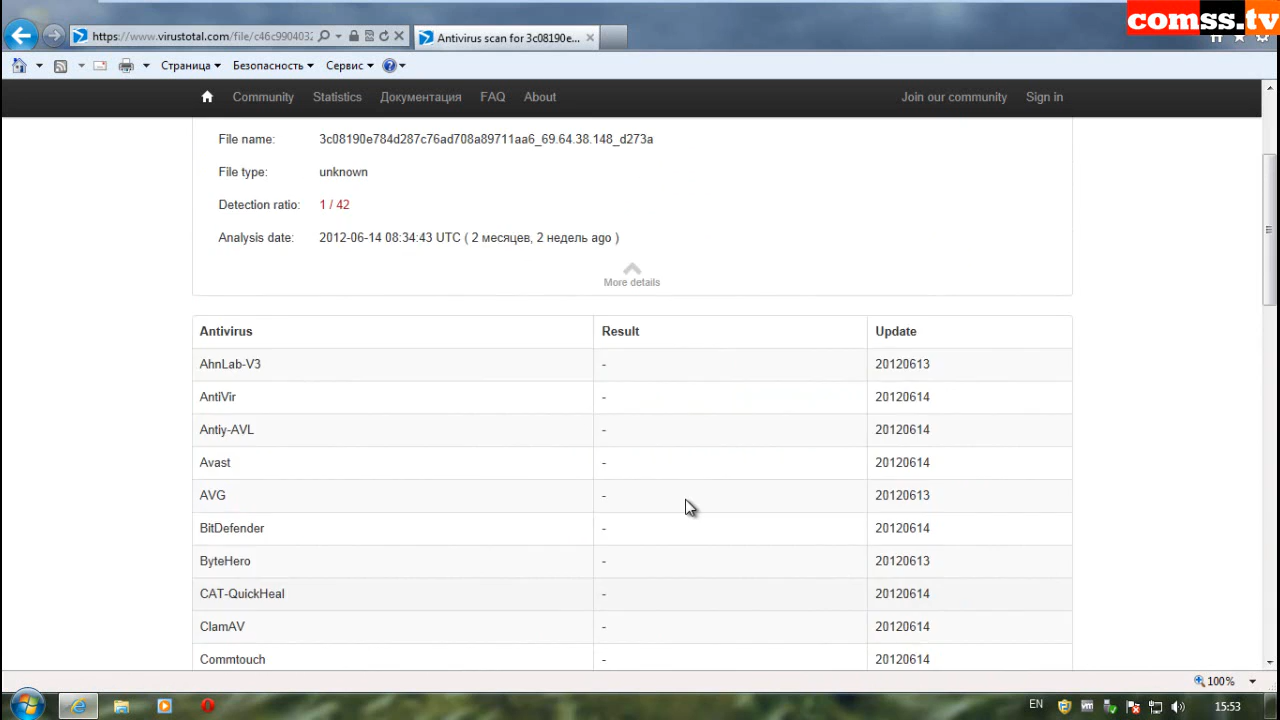 comss.tv
https://www.virustotal.com/file/c46c990403
Antivirus scan for 3c08190e...
Страница Безопасность Сервис
Community Statistics Документация FAQ About Join our community Sign in
File name: 3c08190e784d287c76ad708a89711aa6_69.64.38.148_d273a
File type: unknown
Detection ratio: 1 / 42
Analysis date: 2012-06-14 08:34:43 UTC ( 2 месяцев, 2 недель ago )
More details
Antivirus Result Update
AhnLab-V3 - 20120613
AntiVir - 20120614
Antiy-AVL - 20120614
Avast - 20120614
AVG - 20120613
BitDefender - 20120614
ByteHero - 20120613
CAT-QuickHeal - 20120614
ClamAV - 20120614
Commtouch - 20120614
100%
EN 15:53